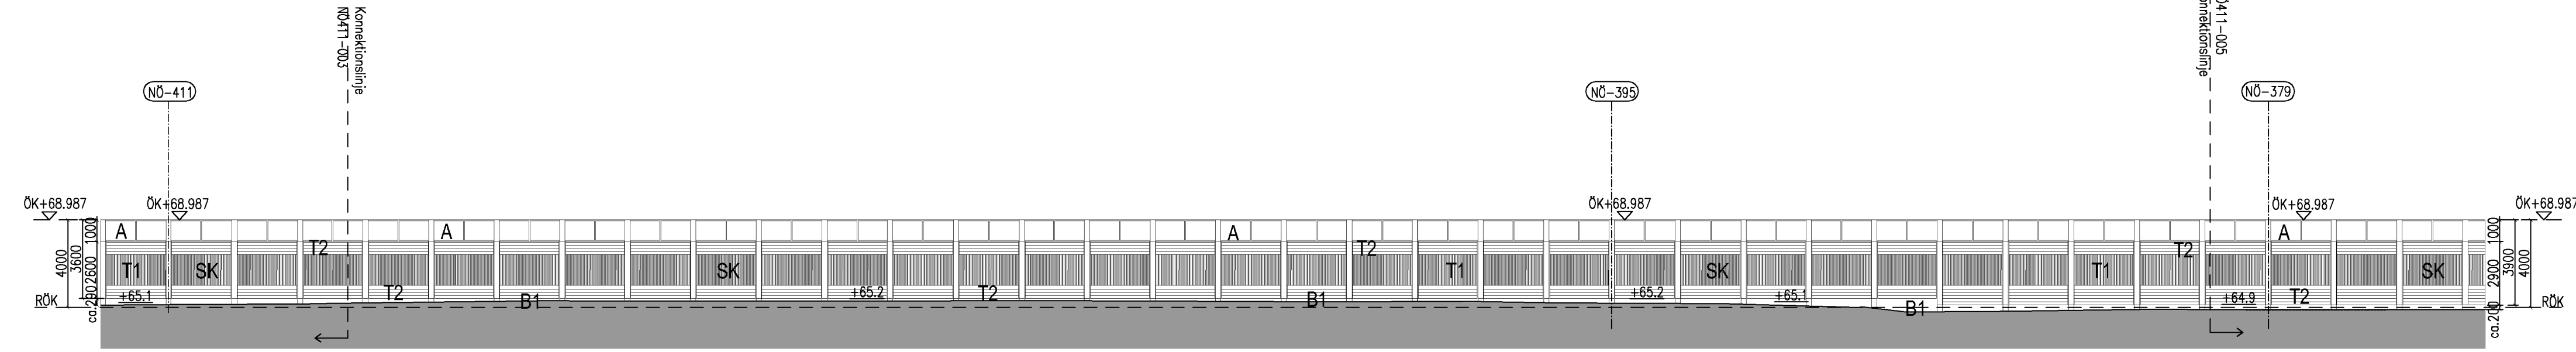 Konnektionslinje
NÖ411-003
NÖ411-005
Konnektionslinje
NÖ-411
NÖ-395
NÖ-379
ÖK+68.987
ÖK+68.987
ÖK+68.987
ÖK+68.987
ÖK+68.987
A
A
A
A
1000
3600
4000
2600
ca.290
1000
2900
3900
4000
ca.200
T2
T2
T2
T1
SK
SK
T1
SK
T1
SK
RÖK
+65.1
T2
B1
+65.2
T2
B1
+65.2
+65.1
B1
+64.9
T2
RÖK